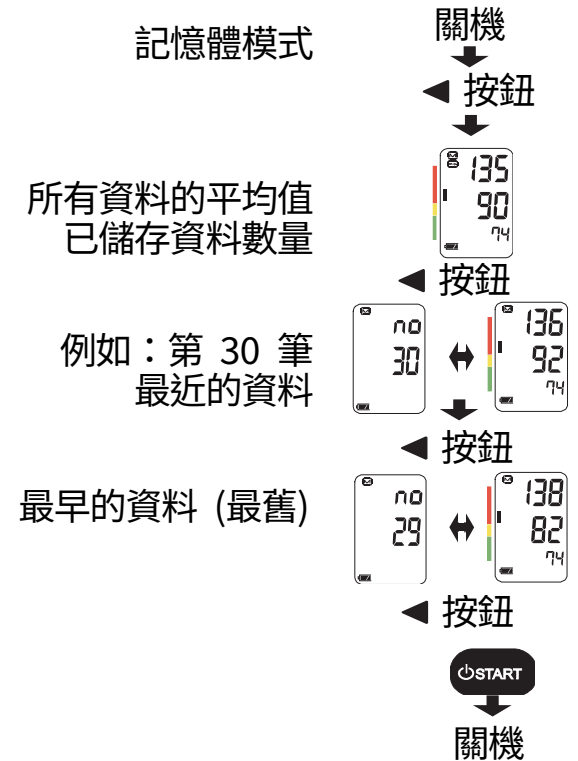 關機
記憶體模式
◀ 按鈕
135
90
74
所有資料的平均值
已儲存資料數量
◀ 按鈕
例如：第 30 筆
最近的資料
no
30
136
92
74
◀ 按鈕
最早的資料 (最舊)
no
29
138
82
74
◀ 按鈕
START
關機